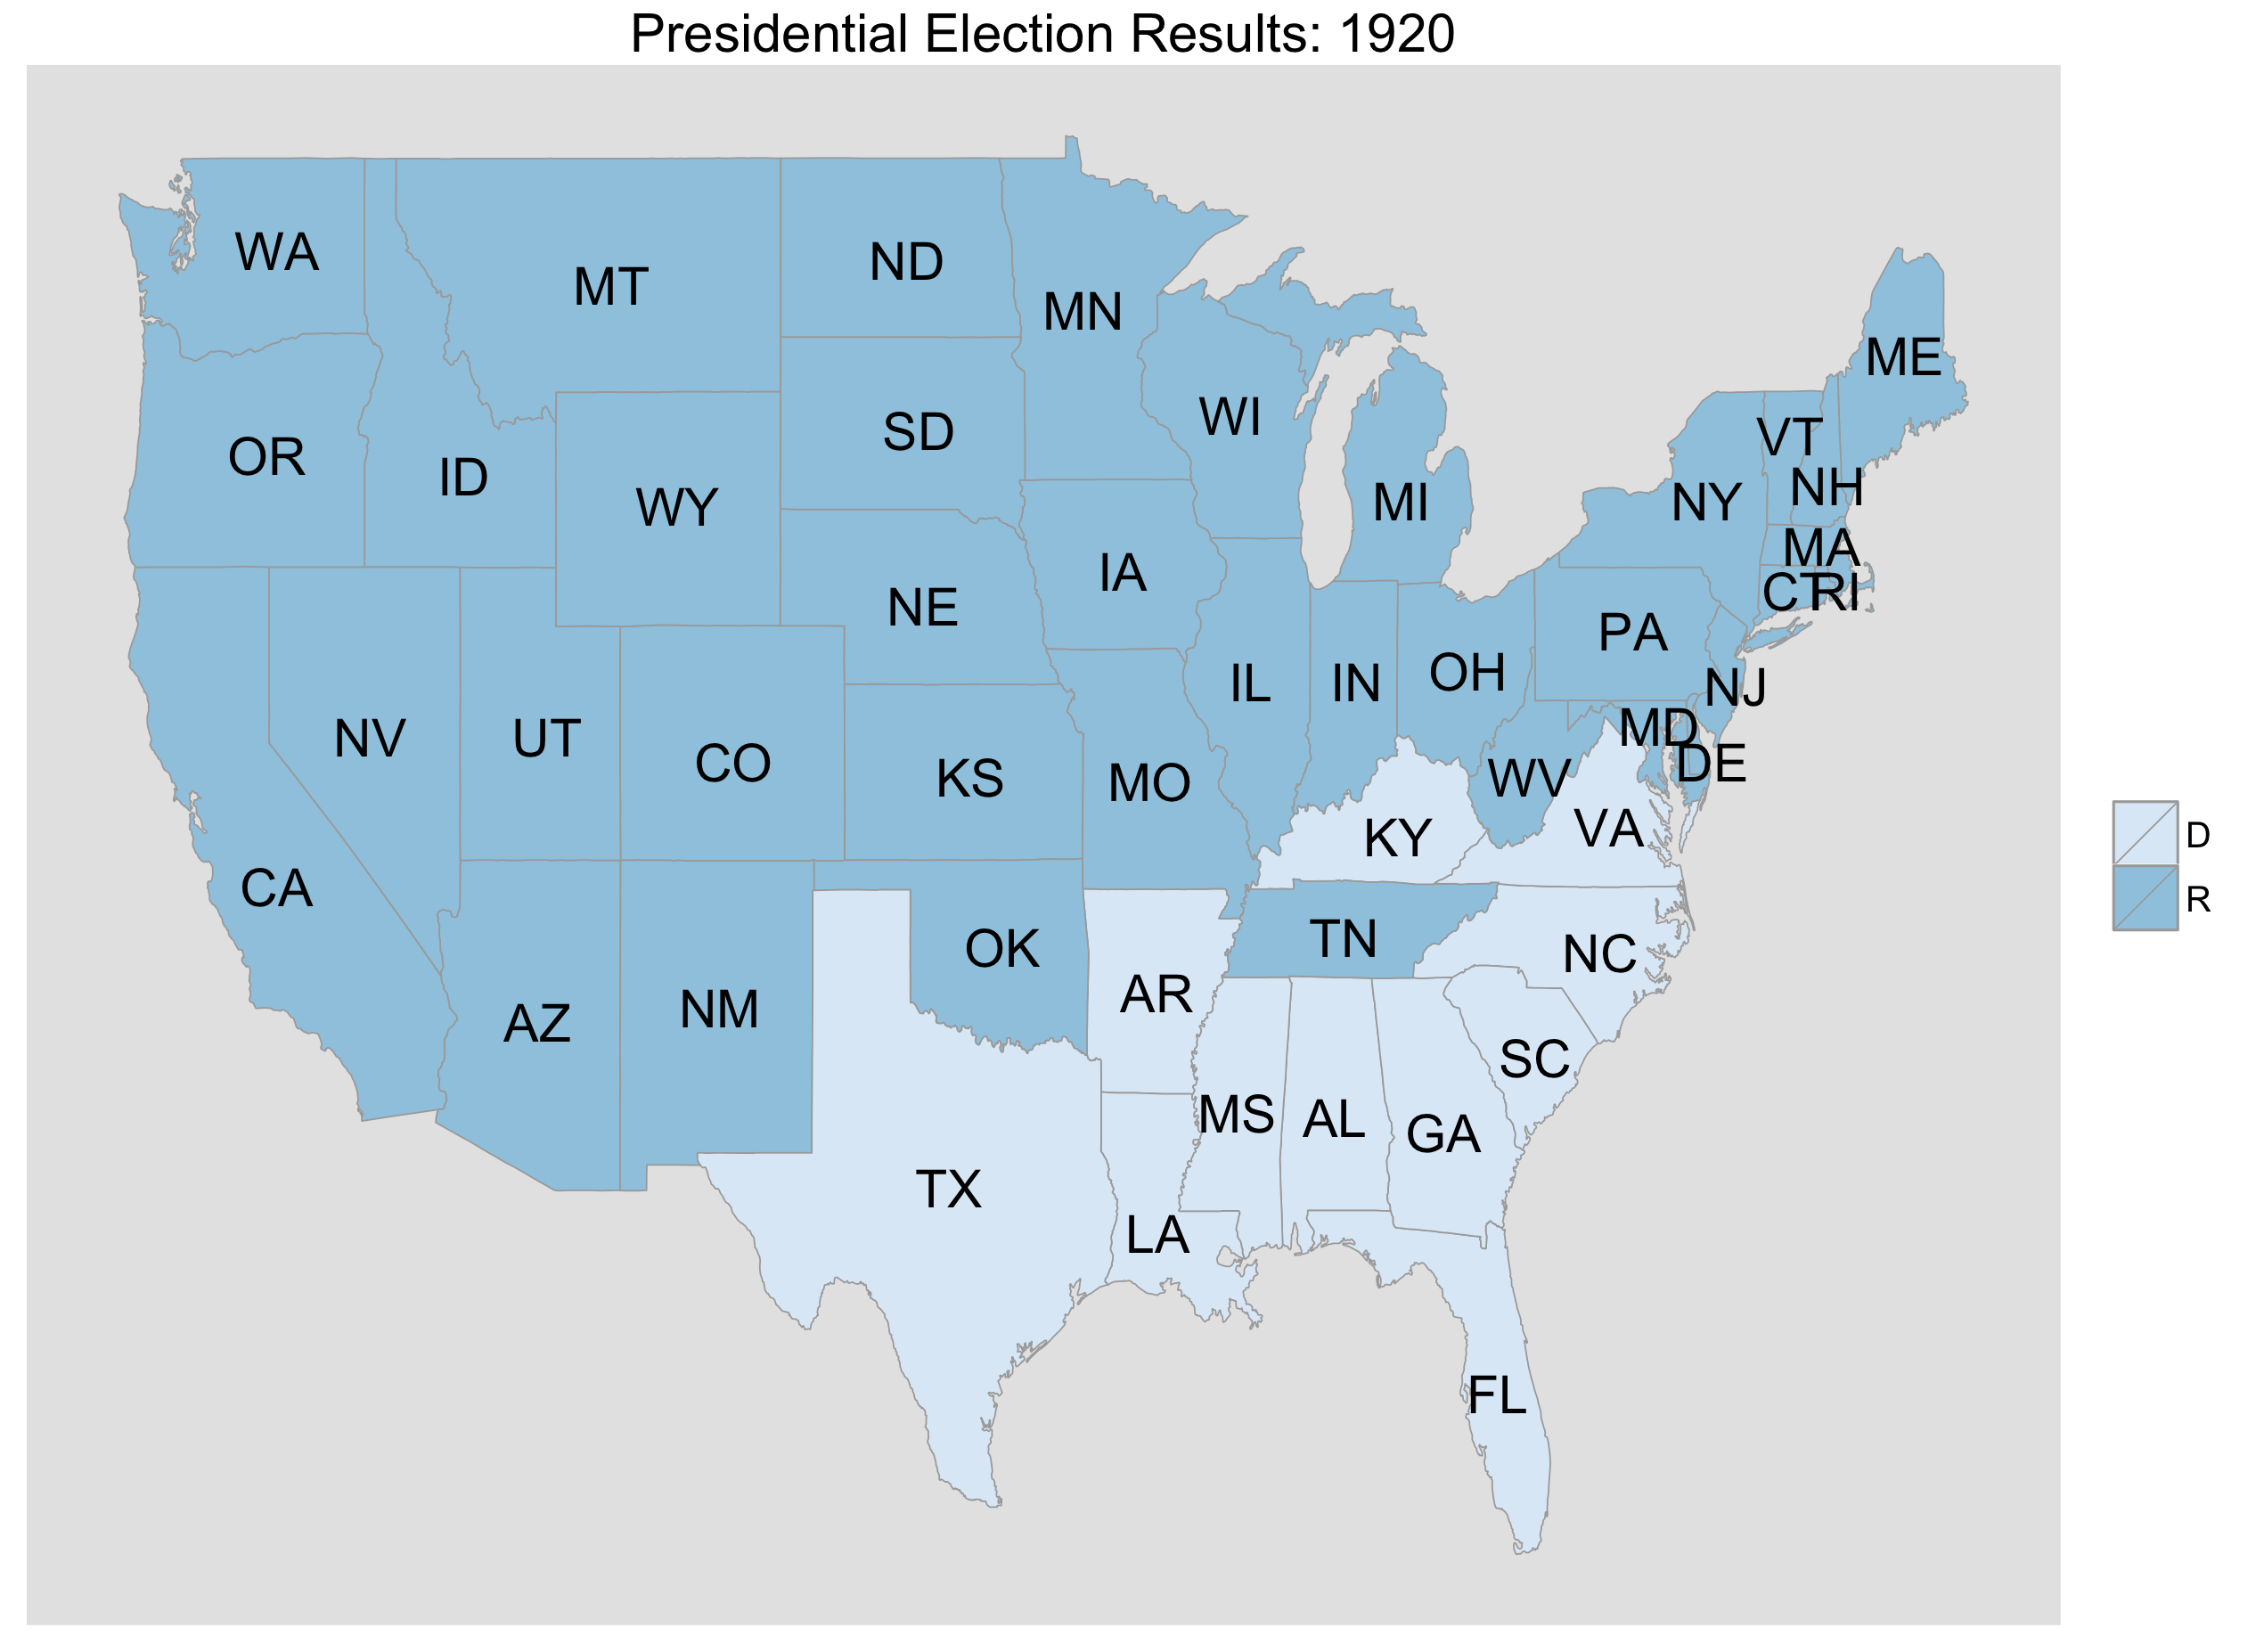 Presidential Election Results: 1920
WA
MT
ND
MN
ME
OR
ID
WY
SD
WI
MI
VT
NY
NH
MA
IA
NE
CT
RI
PA
NV
UT
CO
KS
MO
IL
IN
OH
NJ
MD
DE
WV
VA
KY
D
R
CA
AZ
NM
OK
AR
TN
NC
SC
MS
AL
GA
TX
LA
FL